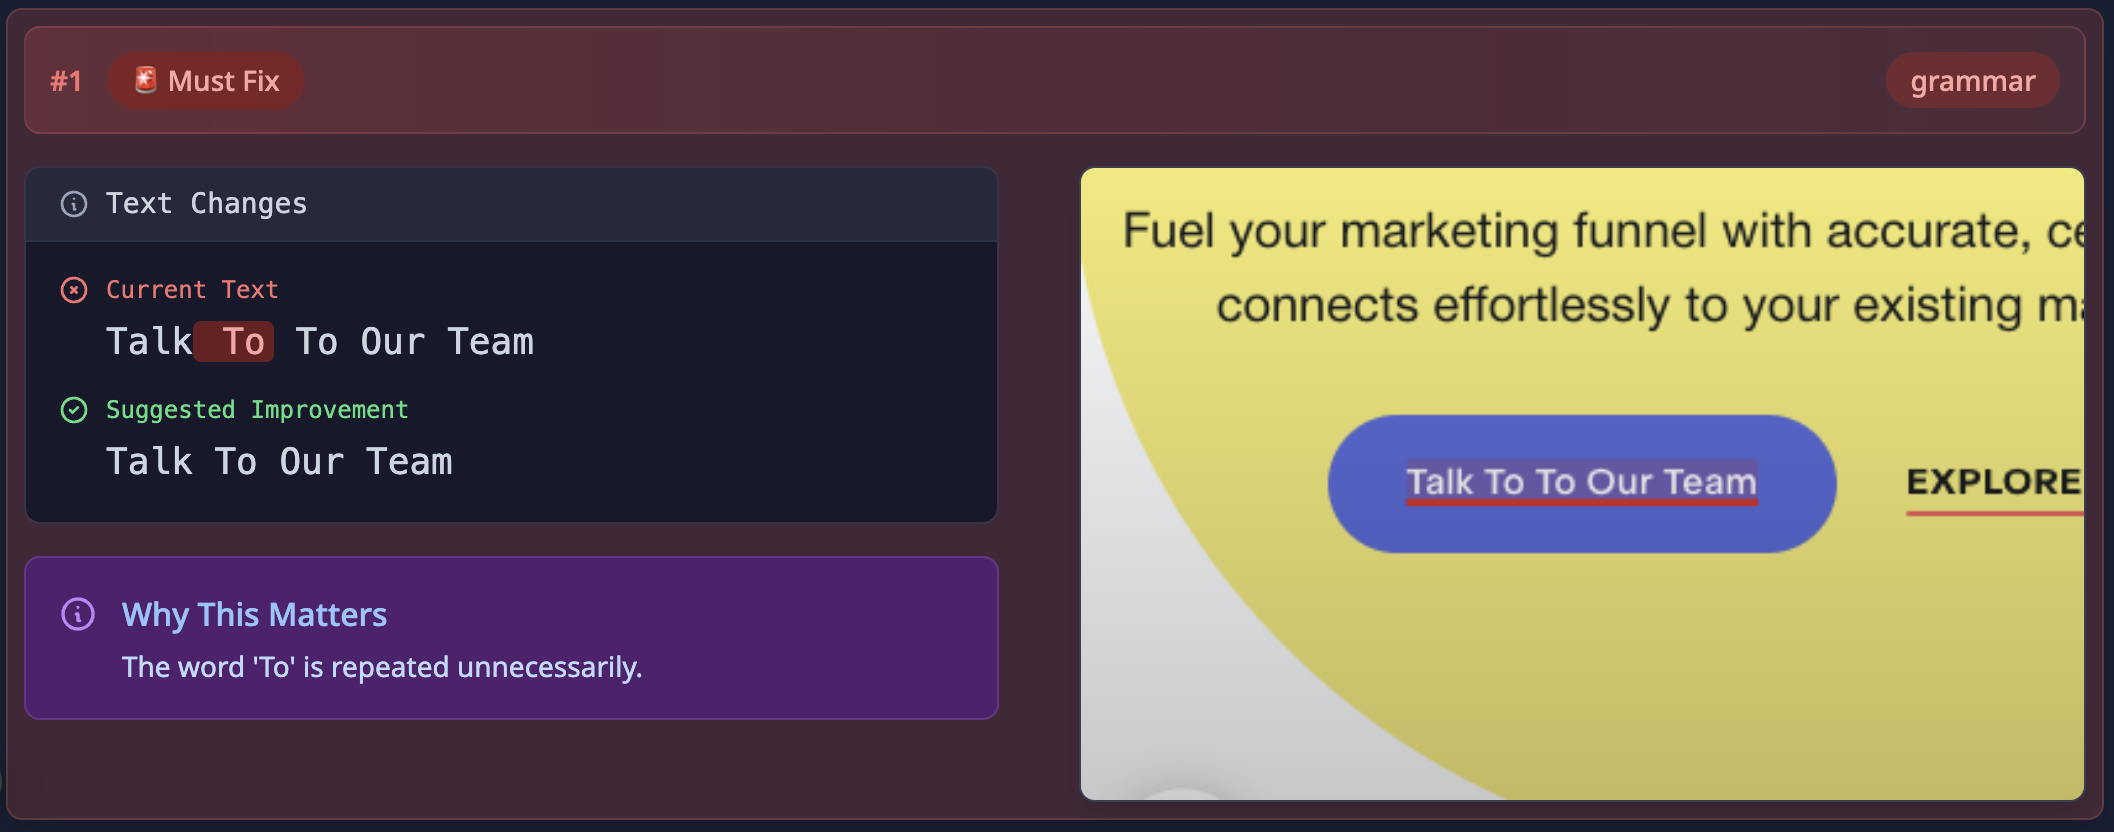 #1 🚨 Must Fix
grammar
Text Changes
Current Text
Talk To To Our Team
Suggested Improvement
Talk To Our Team
Why This Matters
The word 'To' is repeated unnecessarily.
Fuel your marketing funnel with accurate,
connects effortlessly to your existing
Talk To To Our Team
EXPLORE